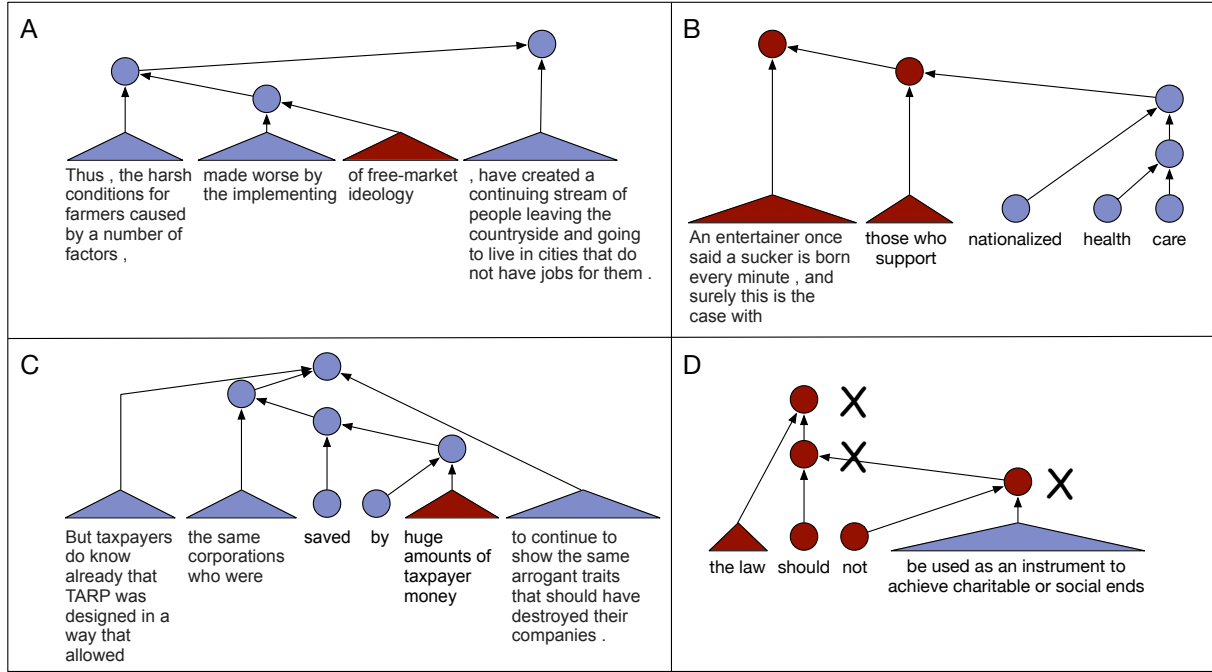 A
Thus , the harsh
conditions for
farmers caused
by a number of
factors ,
made worse by
the implementing
of free-market
ideology
, have created a
continuing stream of
people leaving the
countryside and going
to live in cities that do
not have jobs for them .
B
An entertainer once
said a sucker is born
every minute , and
surely this is the
case with
those who
support
nationalized
health
care
C
But taxpayers
do know
already that
TARP was
designed in a
way that
allowed
the same
corporations
who were
saved
by
huge
amounts of
taxpayer
money
to continue to
show the same
arrogant traits
that should have
destroyed their
companies .
D
X
X
X
the law
should
not
be used as an instrument to
achieve charitable or social ends